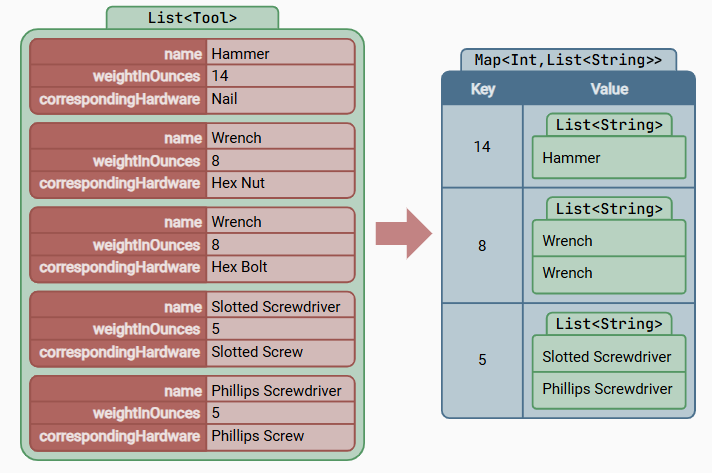 List<Tool>
name Hammer
weightInOunces 14
correspondingHardware Nail
name Wrench
weightInOunces 8
correspondingHardware Hex Nut
name Wrench
weightInOunces 8
correspondingHardware Hex Bolt
name Slotted Screwdriver
weightInOunces 5
correspondingHardware Slotted Screw
name Phillips Screwdriver
weightInOunces 5
correspondingHardware Phillips Screw
Map<Int,List<String>>
Key Value
14
List<String>
Hammer
8
List<String>
Wrench
Wrench
5
List<String>
Slotted Screwdriver
Phillips Screwdriver